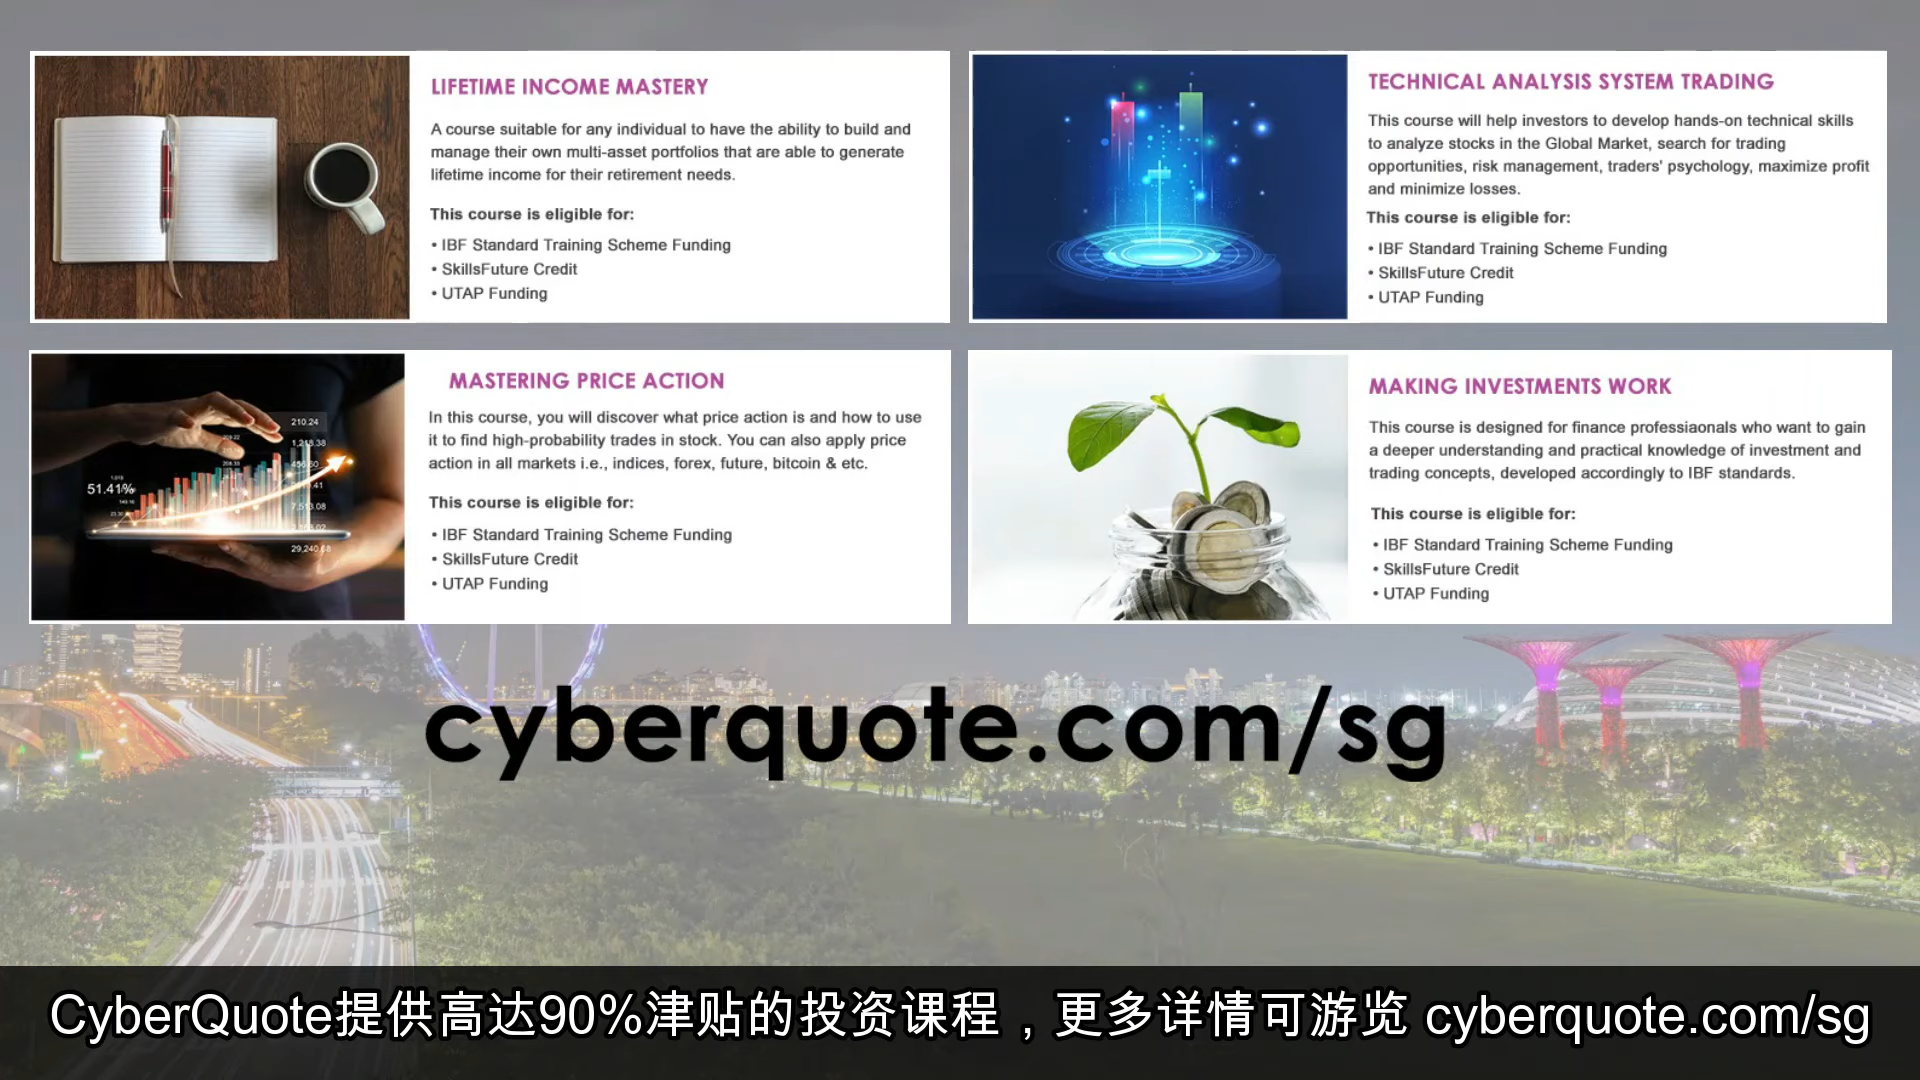 LIFETIME INCOME MASTERY
A course suitable for any individual to have the ability to build and
manage their own multi-asset portfolios that are able to generate
lifetime income for their retirement needs.
This course is eligible for:
• IBF Standard Training Scheme Funding
• SkillsFuture Credit
• UTAP Funding
TECHNICAL ANALYSIS SYSTEM TRADING
This course will help investors to develop hands-on technical skills
to analyze stocks in the Global Market, search for trading
opportunities, risk management, traders' psychology, maximize profit
and minimize losses.
This course is eligible for:
• IBF Standard Training Scheme Funding
• SkillsFuture Credit
• UTAP Funding
210.24
51.41%
29,240.68
MASTERING PRICE ACTION
In this course, you will discover what price action is and how to use
it to find high-probability trades in stock. You can also apply price
action in all markets i.e., indices, forex, future, bitcoin & etc.
This course is eligible for:
• IBF Standard Training Scheme Funding
• SkillsFuture Credit
• UTAP Funding
MAKING INVESTMENTS WORK
This course is designed for finance professiaonals who want to gain
a deeper understanding and practical knowledge of investment and
trading concepts, developed accordingly to IBF standards.
This course is eligible for:
• IBF Standard Training Scheme Funding
• SkillsFuture Credit
• UTAP Funding
cyberquote.com/sg
CyberQuote提供高达90%津贴的投资课程，更多详情可游览 cyberquote.com/sg